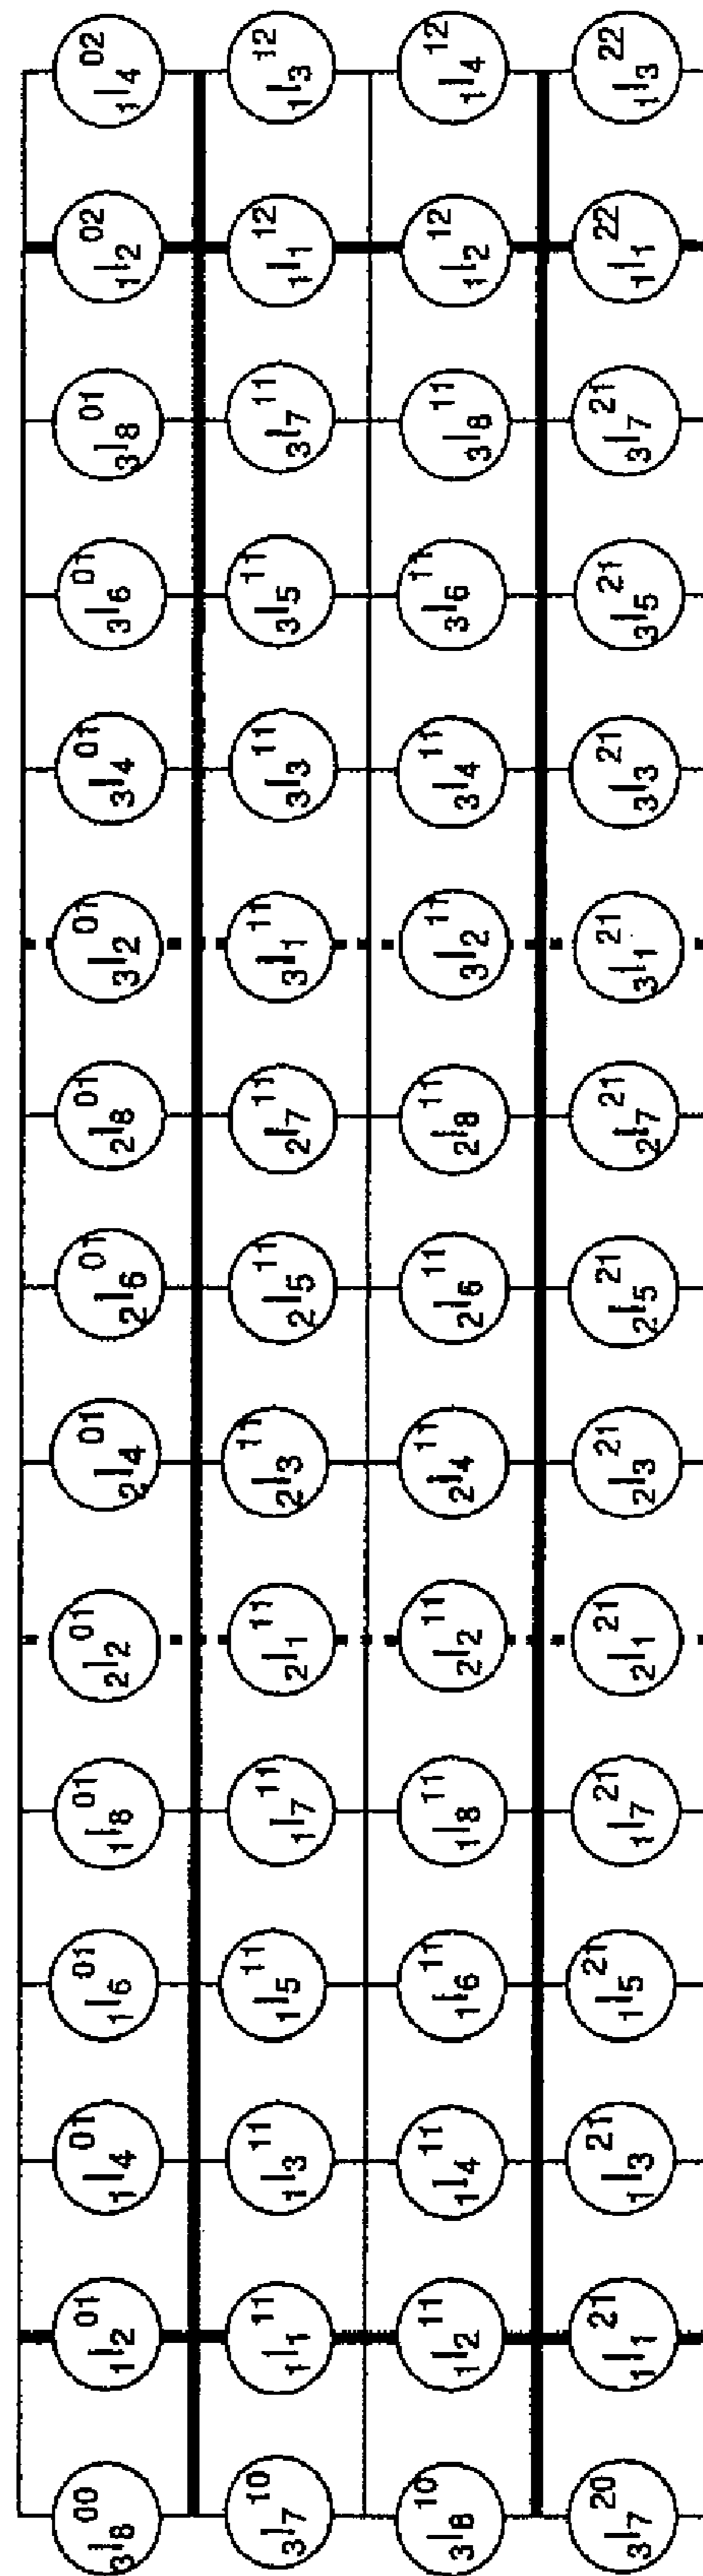 ₃I₈⁰⁰ ₁I₂⁰¹ ₁I₄⁰¹ ₁I₆⁰¹ ₁I₈⁰¹ ₂I₂⁰¹ ₂I₄⁰¹ ₂I₆⁰¹ ₂I₈⁰¹ ₃I₂⁰¹ ₃I₄⁰¹ ₃I₆⁰¹ ₃I₈⁰¹ ₁I₂⁰² ₁I₄⁰²
₃I₇¹⁰ ₁I₁¹¹ ₁I₃¹¹ ₁I₅¹¹ ₁I₇¹¹ ₂I₁¹¹ ₂I₃¹¹ ₂I₅¹¹ ₂I₇¹¹ ₃I₁¹¹ ₃I₃¹¹ ₃I₅¹¹ ₃I₇¹¹ ₁I₁¹² ₁I₃¹²
₃I₈¹⁰ ₁I₂¹¹ ₁I₄¹¹ ₁I₆¹¹ ₁I₈¹¹ ₂I₂¹¹ ₂I₄¹¹ ₂I₆¹¹ ₂I₈¹¹ ₃I₂¹¹ ₃I₄¹¹ ₃I₆¹¹ ₃I₈¹¹ ₁I₂¹² ₁I₄¹²
₃I₇²⁰ ₁I₁²¹ ₁I₃²¹ ₁I₅²¹ ₁I₇²¹ ₂I₁²¹ ₂I₃²¹ ₂I₅²¹ ₂I₇²¹ ₃I₁²¹ ₃I₃²¹ ₃I₅²¹ ₃I₇²¹ ₁I₁²² ₁I₃²²